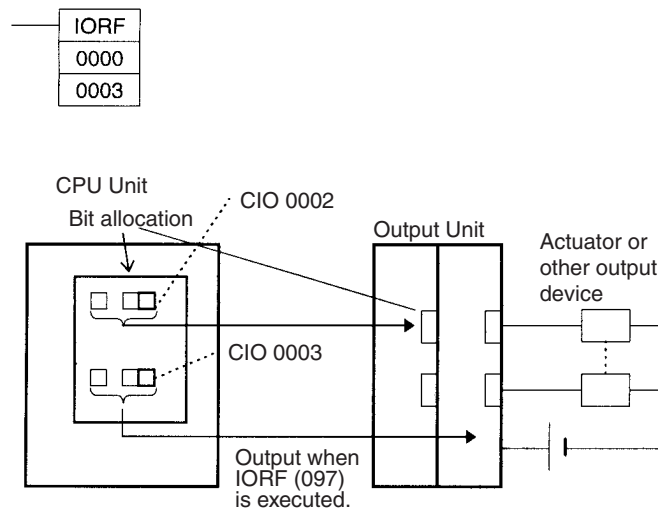 IORF
0000
0003
CPU Unit
Bit allocation
CIO 0002
Output Unit
Actuator or
other output
device
CIO 0003
Output when
IORF (097)
is executed.